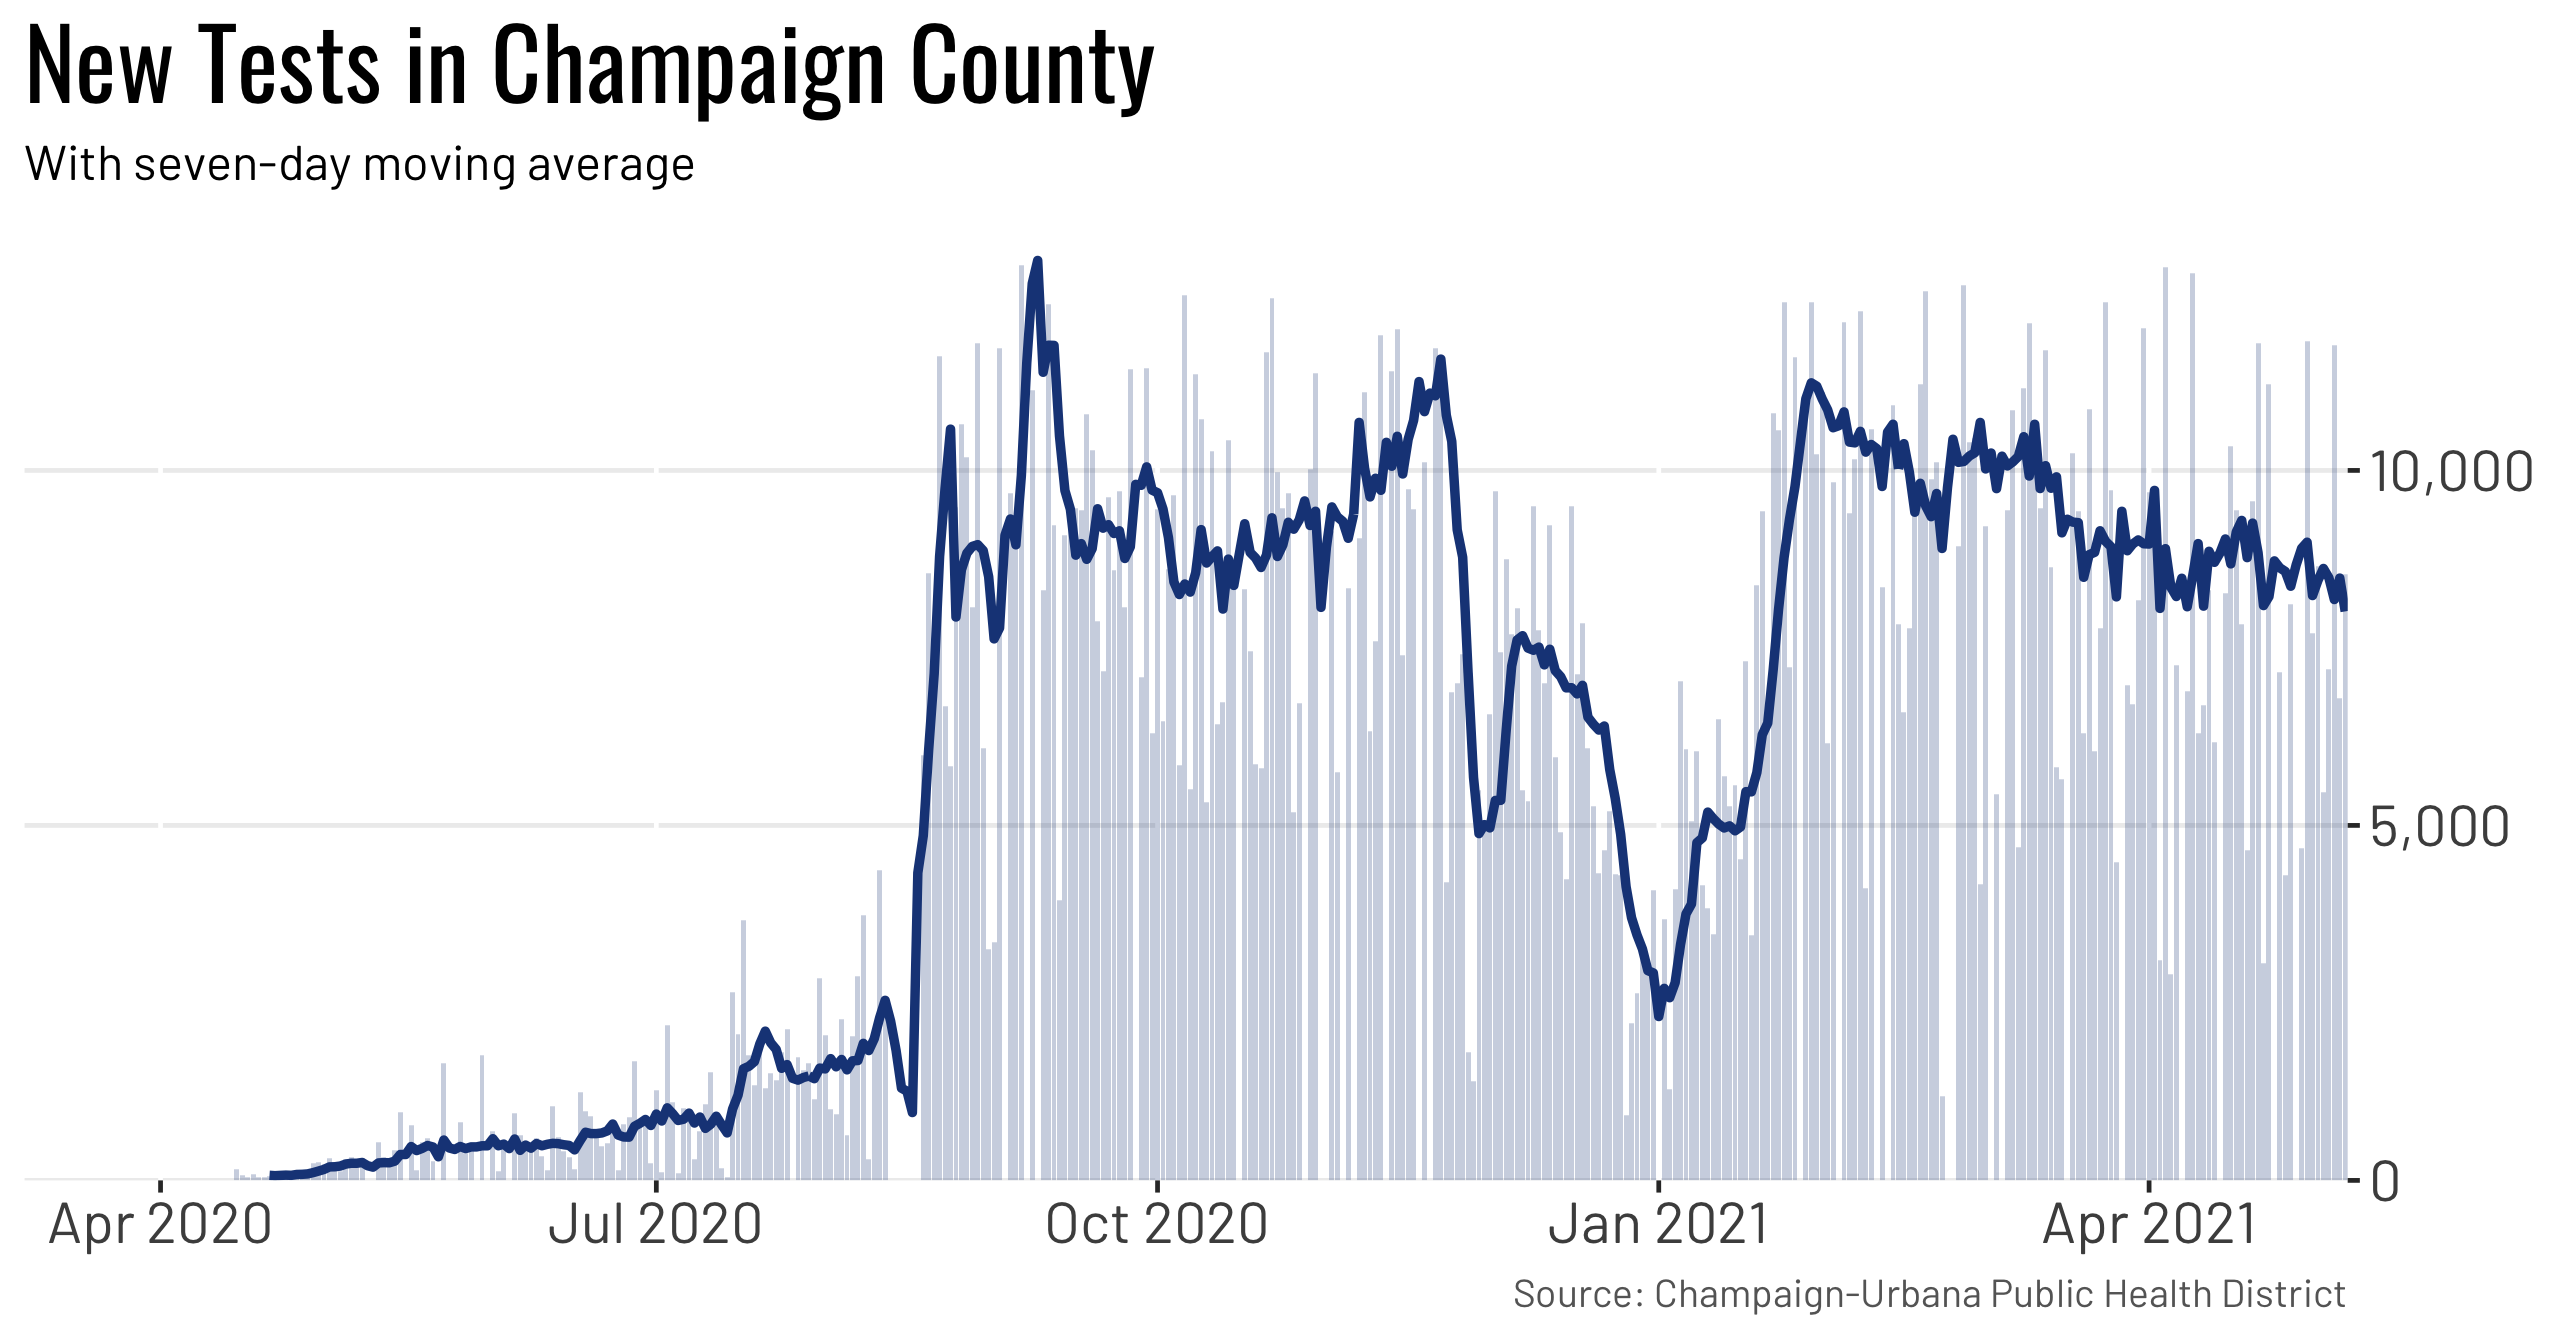 New Tests in Champaign County
With seven-day moving average
10,000
5,000
0
Apr 2020 Jul 2020 Oct 2020 Jan 2021 Apr 2021
Source: Champaign-Urbana Public Health District